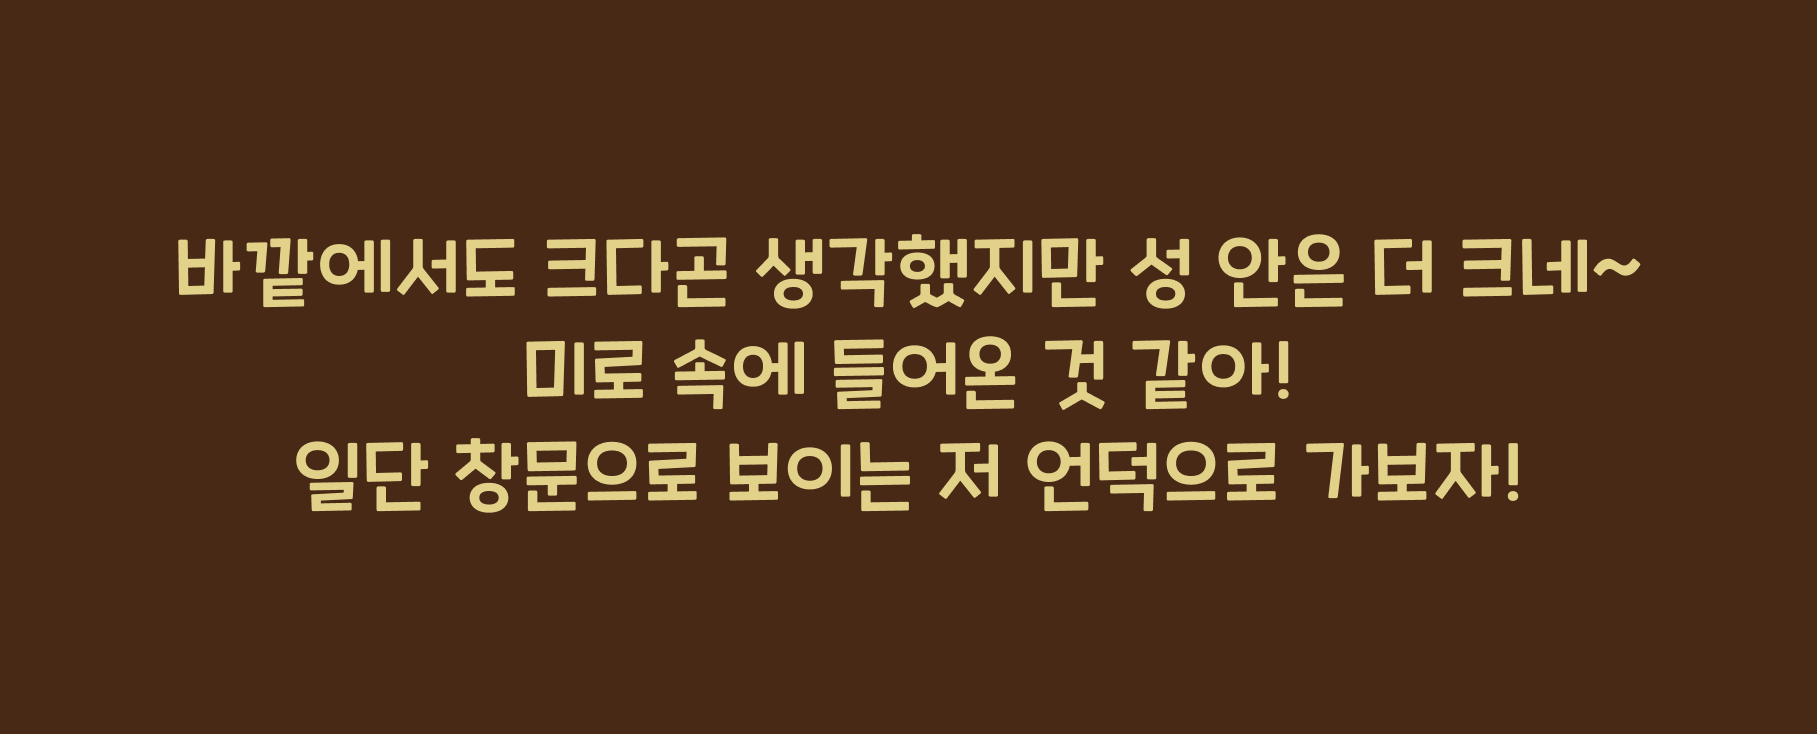 바깥에서도 크다곤 생각했지만 성 안은 더 크네~
미로 속에 들어온 것 같아!
일단 창문으로 보이는 저 언덕으로 가보자!